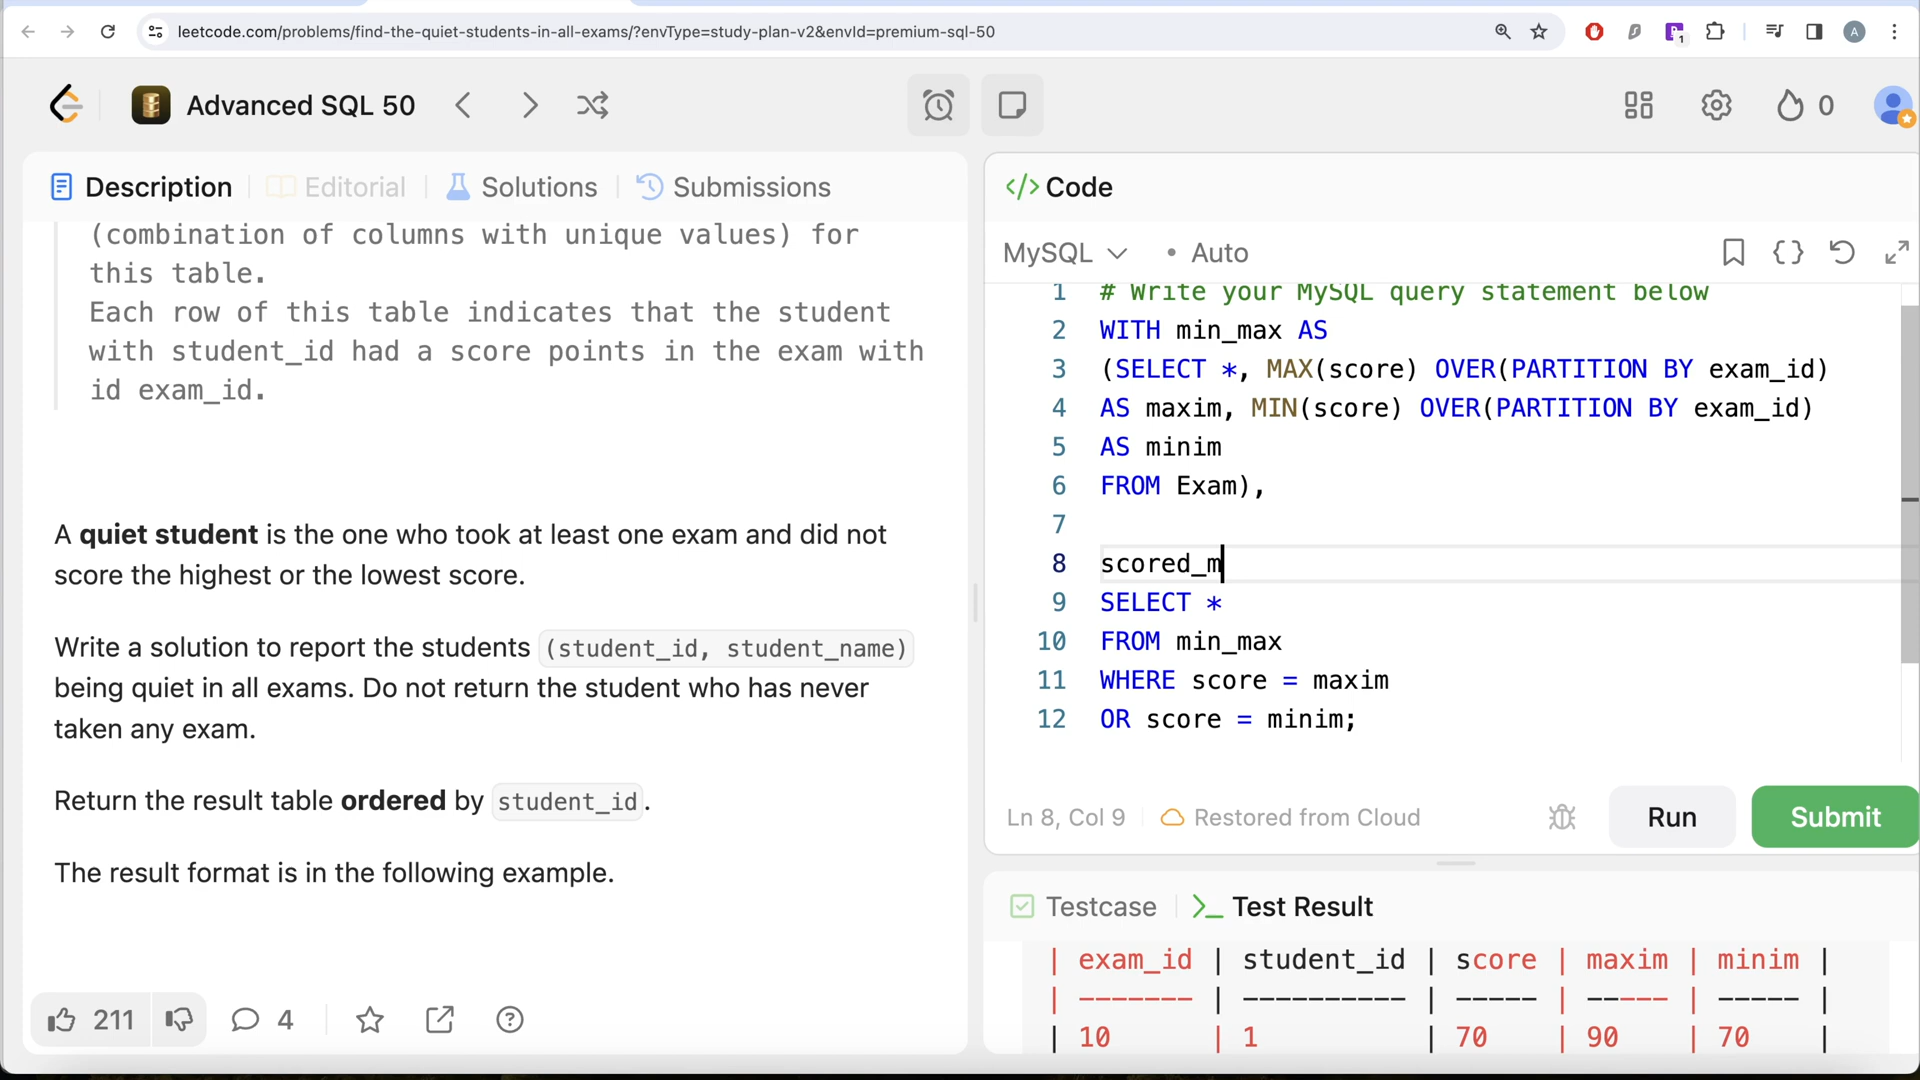 leetcode.com/problems/find-the-quiet-students-in-all-exams/?envType=study-plan-v2&envId=premium-sql-50
1
A
Advanced SQL 50
0
Description
Editorial
Solutions
Submissions
(combination of columns with unique values) for
this table.
Each row of this table indicates that the student
with student_id had a score points in the exam with
id exam_id.
A quiet student is the one who took at least one exam and did not
score the highest or the lowest score.
Write a solution to report the students (student_id, student_name)
being quiet in all exams. Do not return the student who has never
taken any exam.
Return the result table ordered by student_id.
The result format is in the following example.
211
4
</> Code
MySQL • Auto
1 # Write your MySQL query statement below
2 WITH min_max AS
3 (SELECT *, MAX(score) OVER(PARTITION BY exam_id)
4 AS maxim, MIN(score) OVER(PARTITION BY exam_id)
5 AS minim
6 FROM Exam),
7
8 scored_m
9 SELECT *
10 FROM min_max
11 WHERE score = maxim
12 OR score = minim;
Ln 8, Col 9 Restored from Cloud
Run
Submit
Testcase
>_ Test Result
| exam_id | student_id | score | maxim | minim |
| ------- | ---------- | ----- | ----- | ----- |
| 10 | 1 | 70 | 90 | 70 |